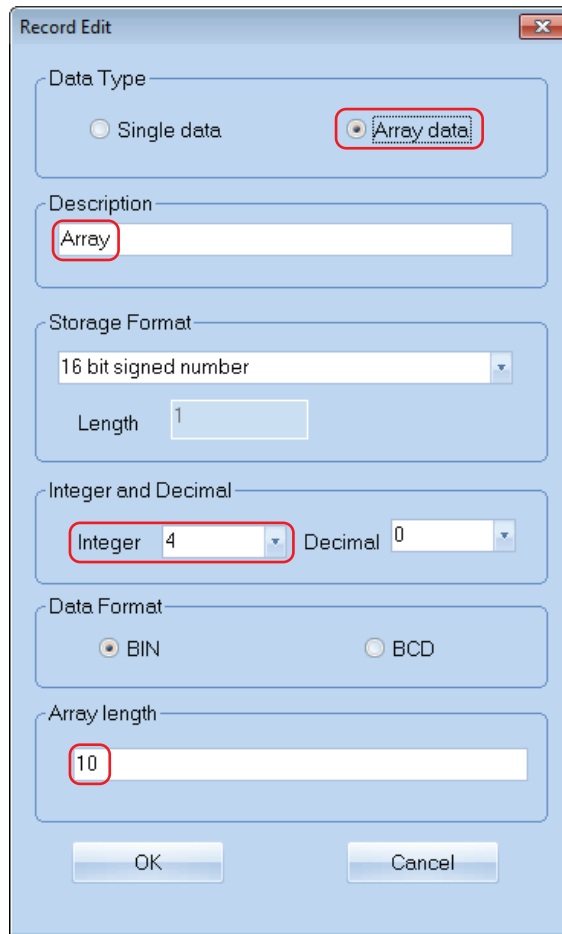 Record Edit
Data Type
Single data Array data
Description
Array
Storage Format
16 bit signed number
Length 1
Integer and Decimal
Integer 4 Decimal 0
Data Format
BIN BCD
Array length
10
OK Cancel